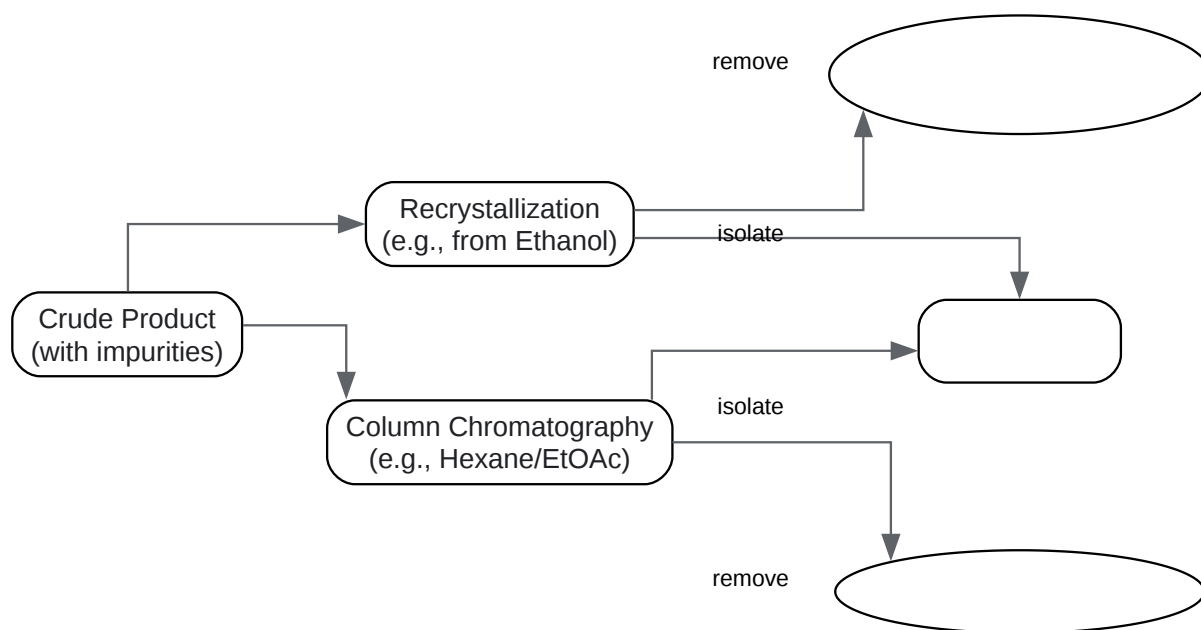 remove
Recrystallization
(e.g., from Ethanol)
isolate
Crude Product
(with impurities)
isolate
Column Chromatography
(e.g., Hexane/EtOAc)
remove